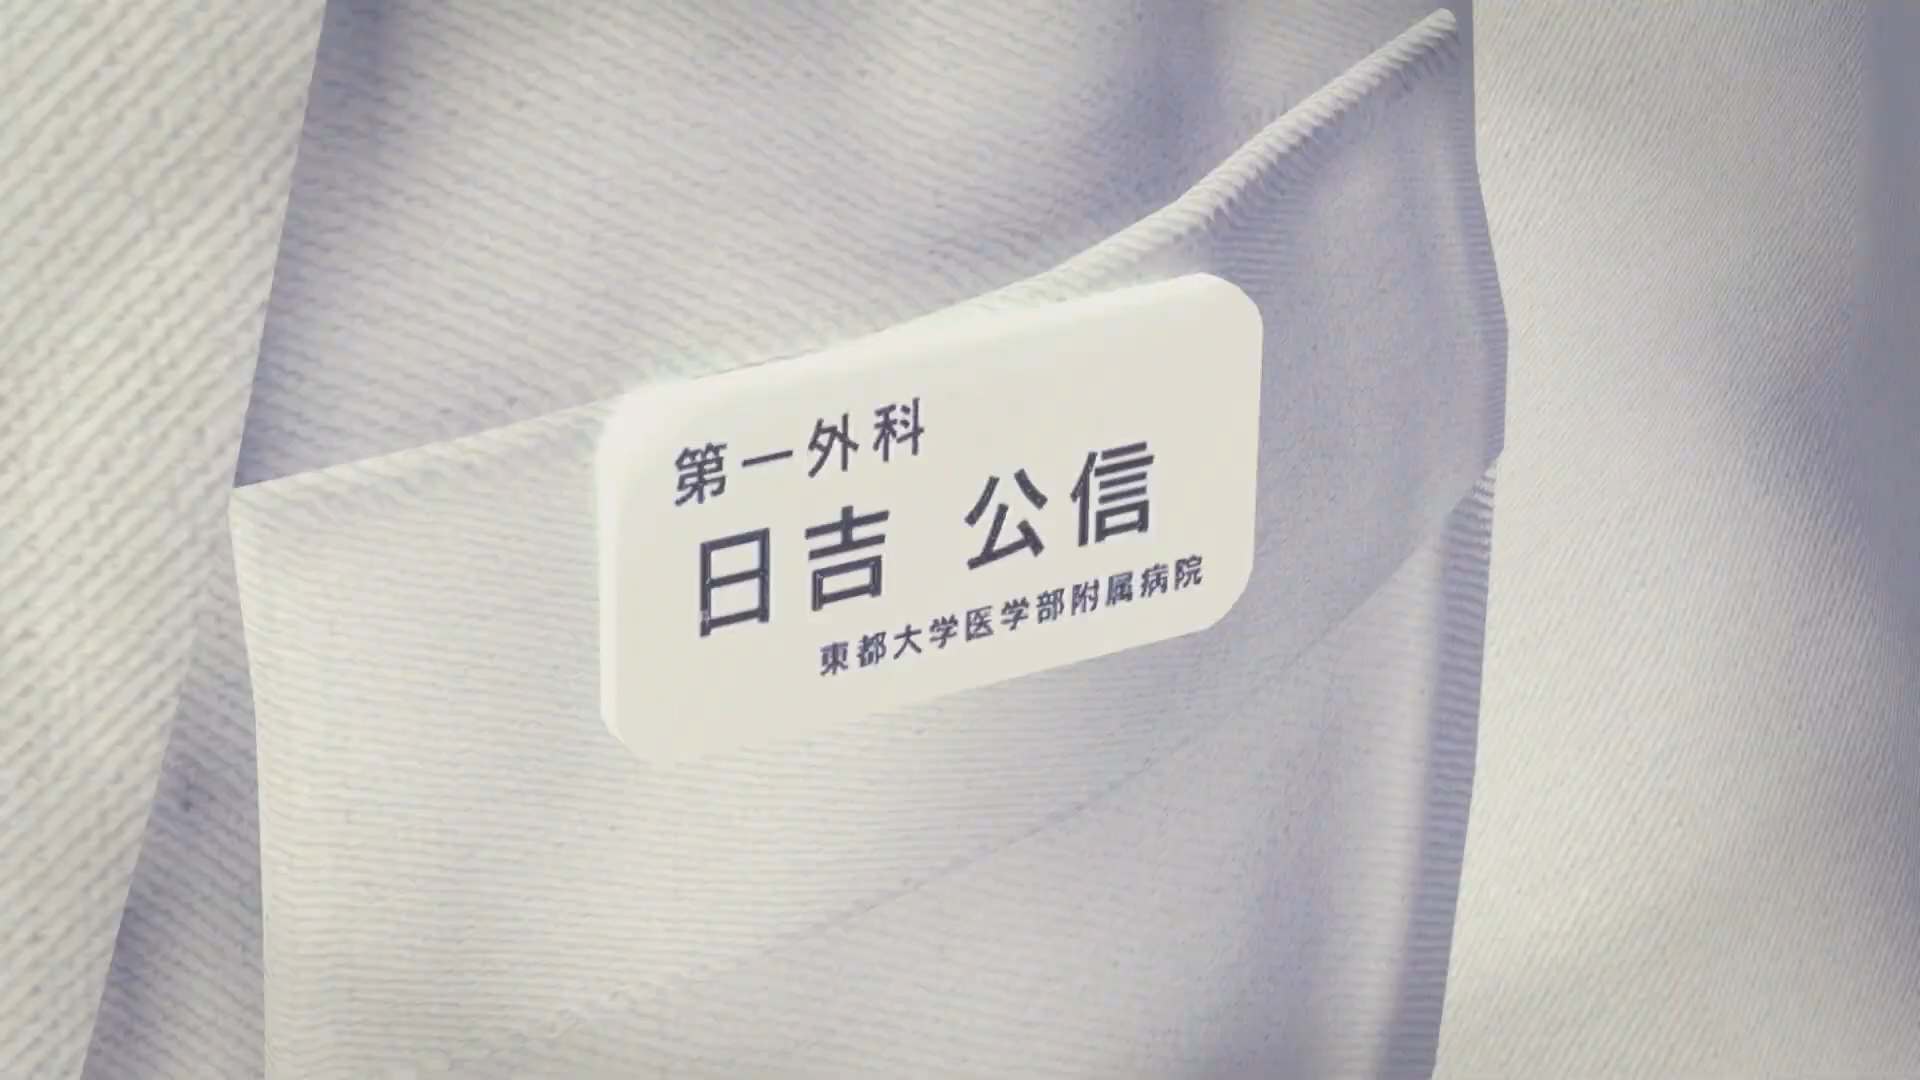 第一外科
日吉 公信
東都大学医学部附属病院